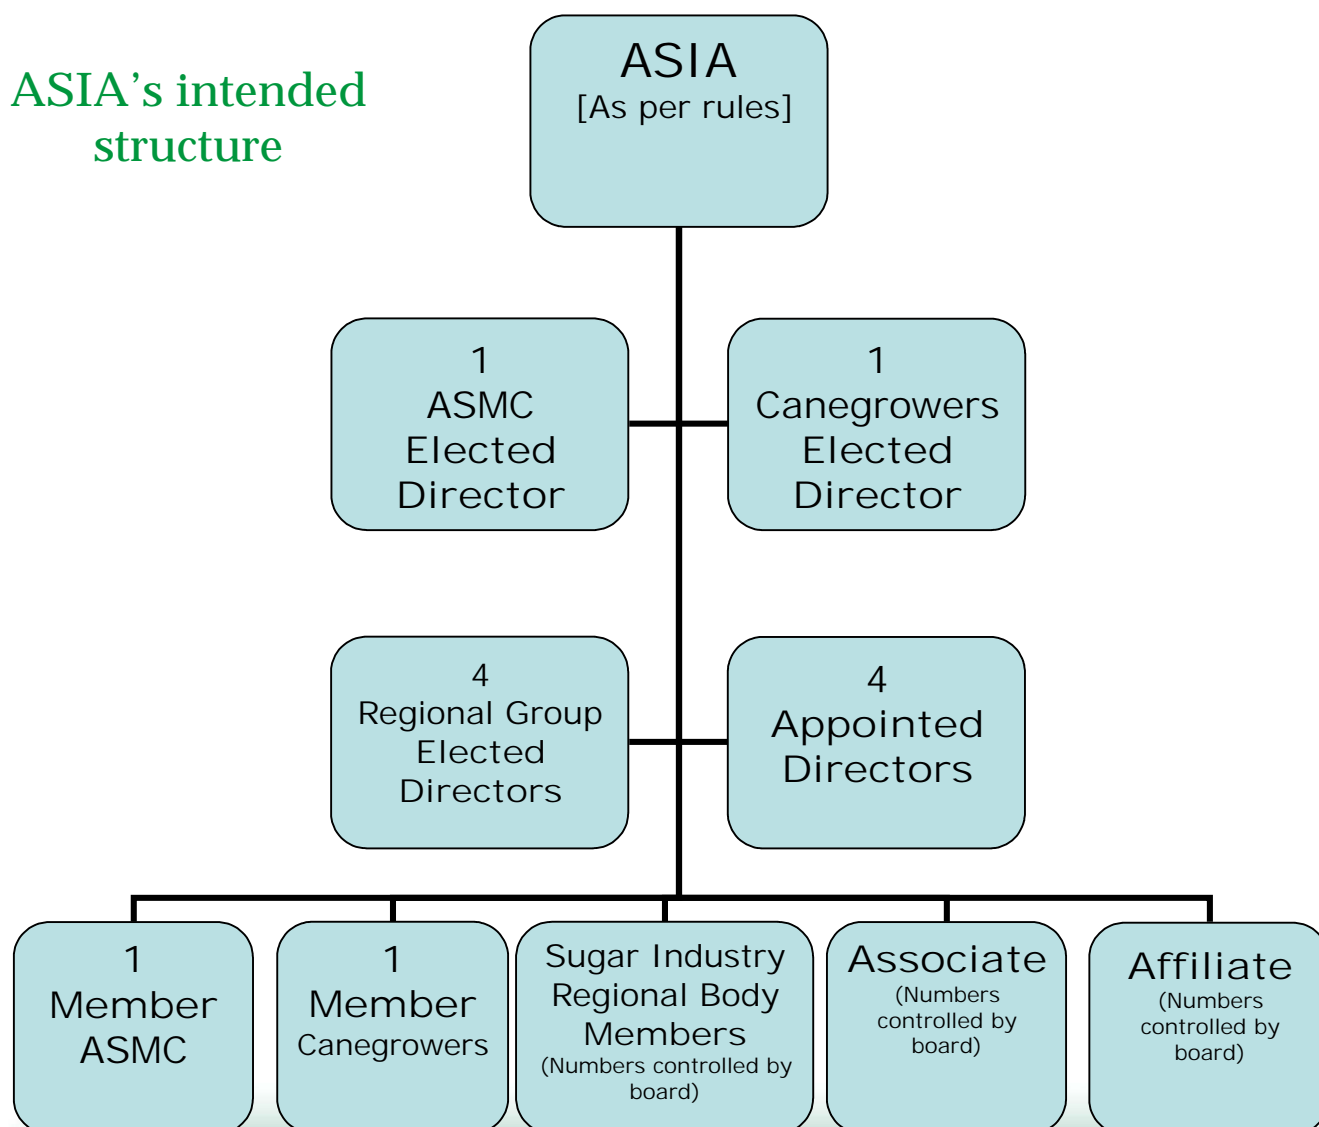 ASIA's intended
structure
ASIA
[As per rules]
1
ASMC
Elected
Director
1
Canegrowers
Elected
Director
4
Regional Group
Elected
Directors
4
Appointed
Directors
1
Member
ASMC
1
Member
Canegrowers
Sugar Industry
Regional Body
Members
(Numbers controlled by
board)
Associate
(Numbers
controlled by
board)
Affiliate
(Numbers
controlled by
board)